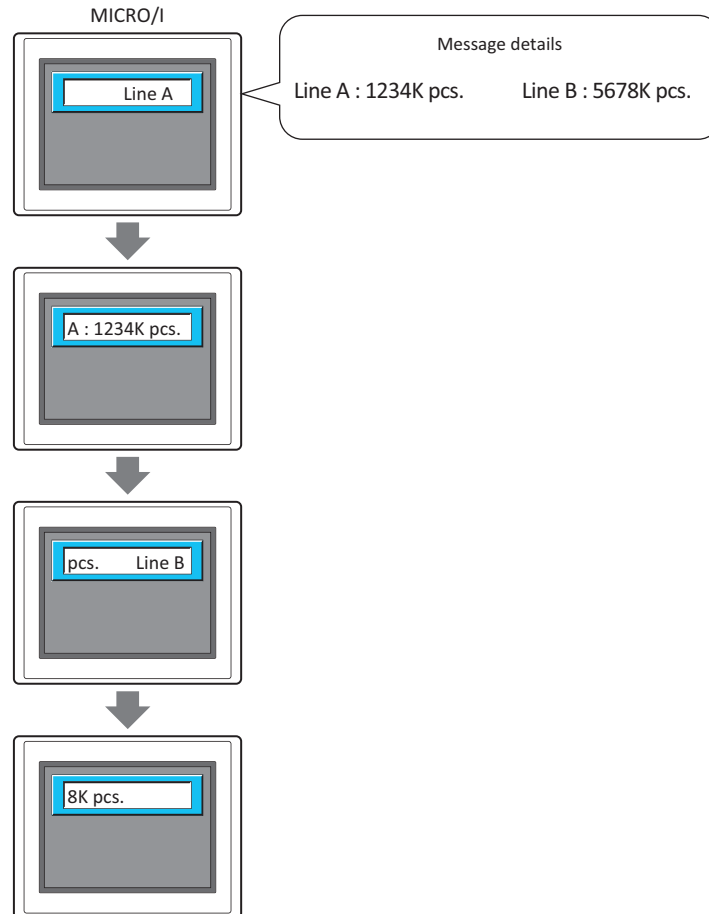 MICRO/I
Line A
Message details
Line A : 1234K pcs. Line B : 5678K pcs.
A : 1234K pcs.
pcs. Line B
8K pcs.